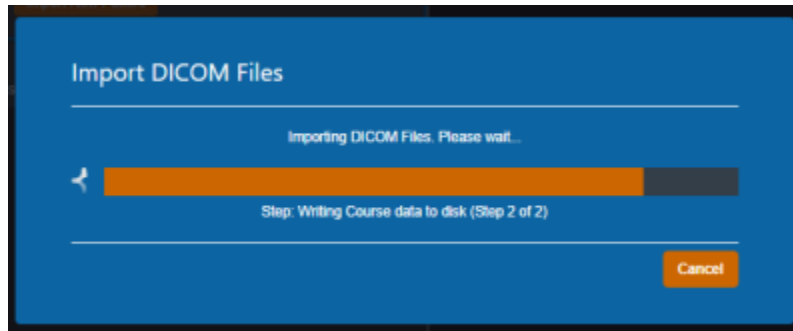 Import DICOM Files
Importing DICOM Files. Please wait...
Step: Writing Course data to disk (Step 2 of 2)
Cancel